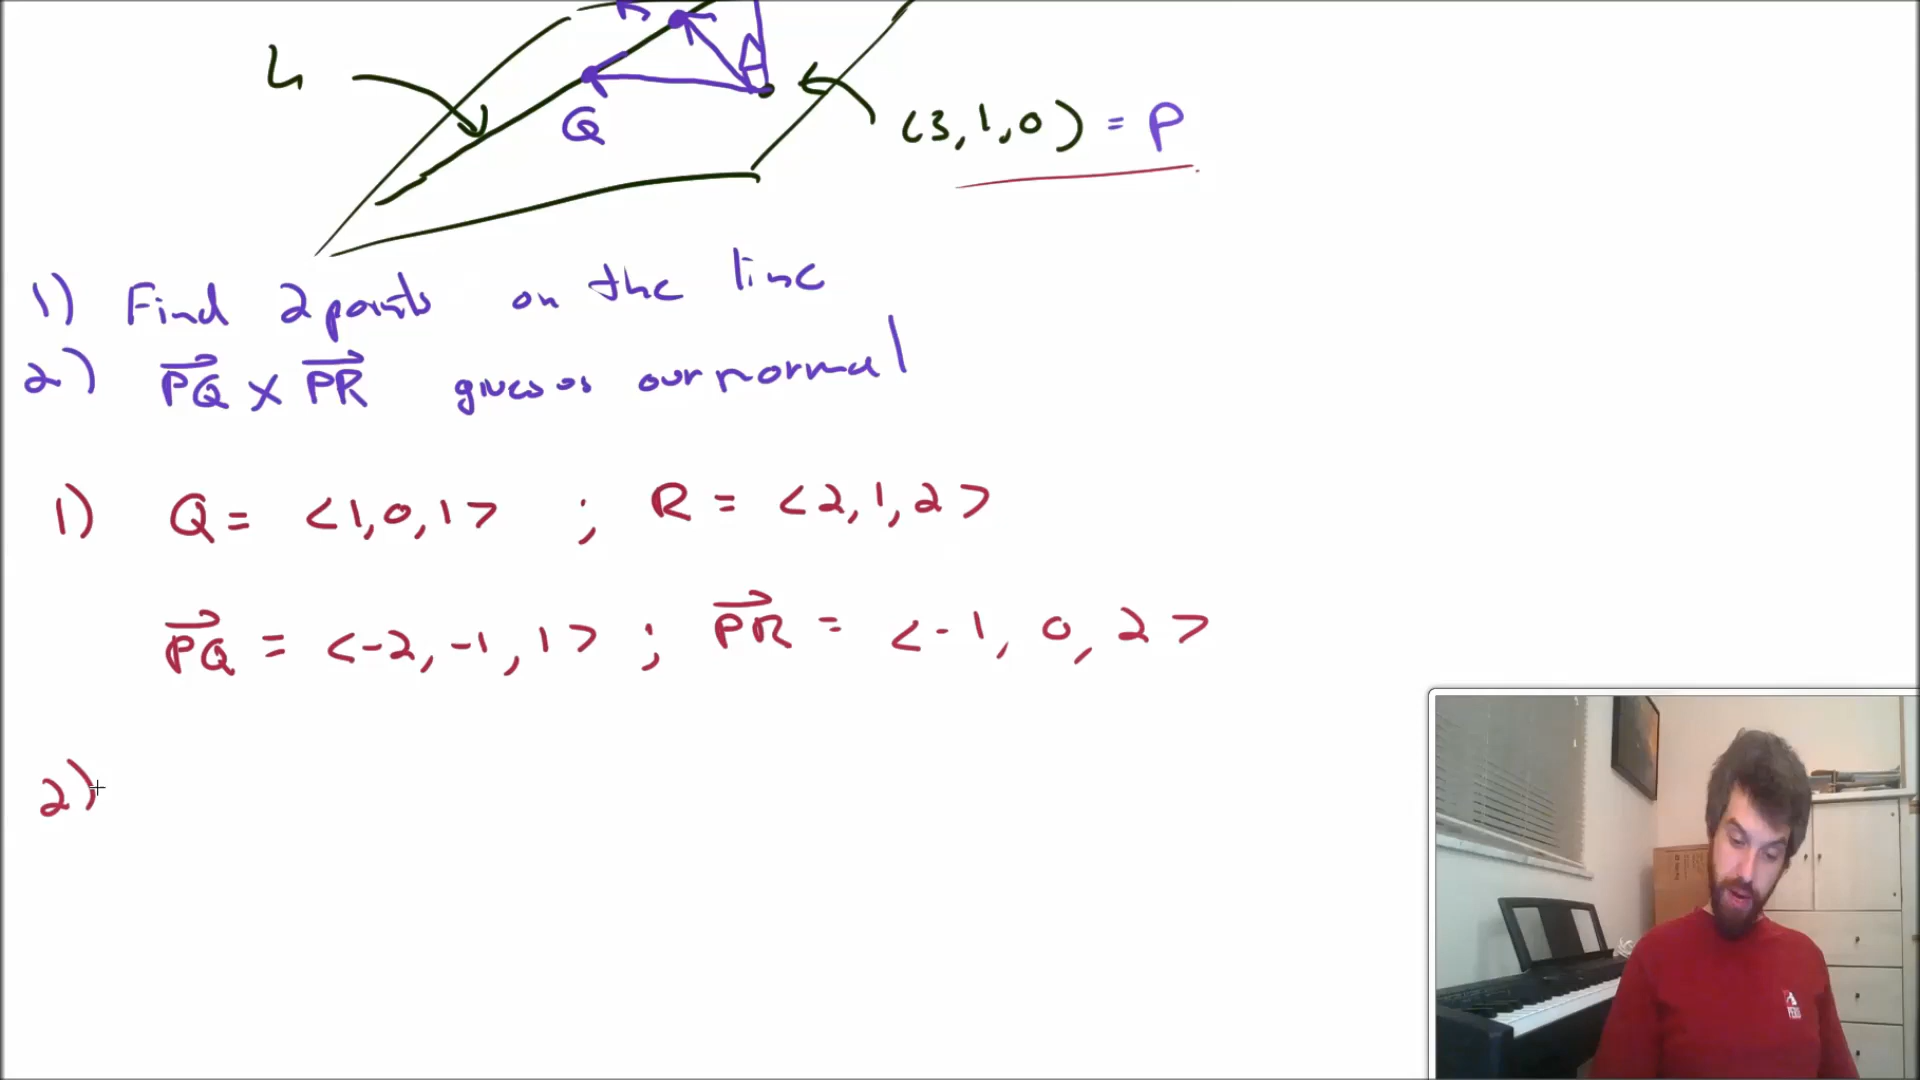 L
Q
(3,1,0) = P
1) Find 2 points on the line
2) PQ × PR gives us our normal
1) Q = <1,0,1> ; R = <2,1,2>
PQ = <-2,-1,1> ; PR = <-1, 0, 2>
2)